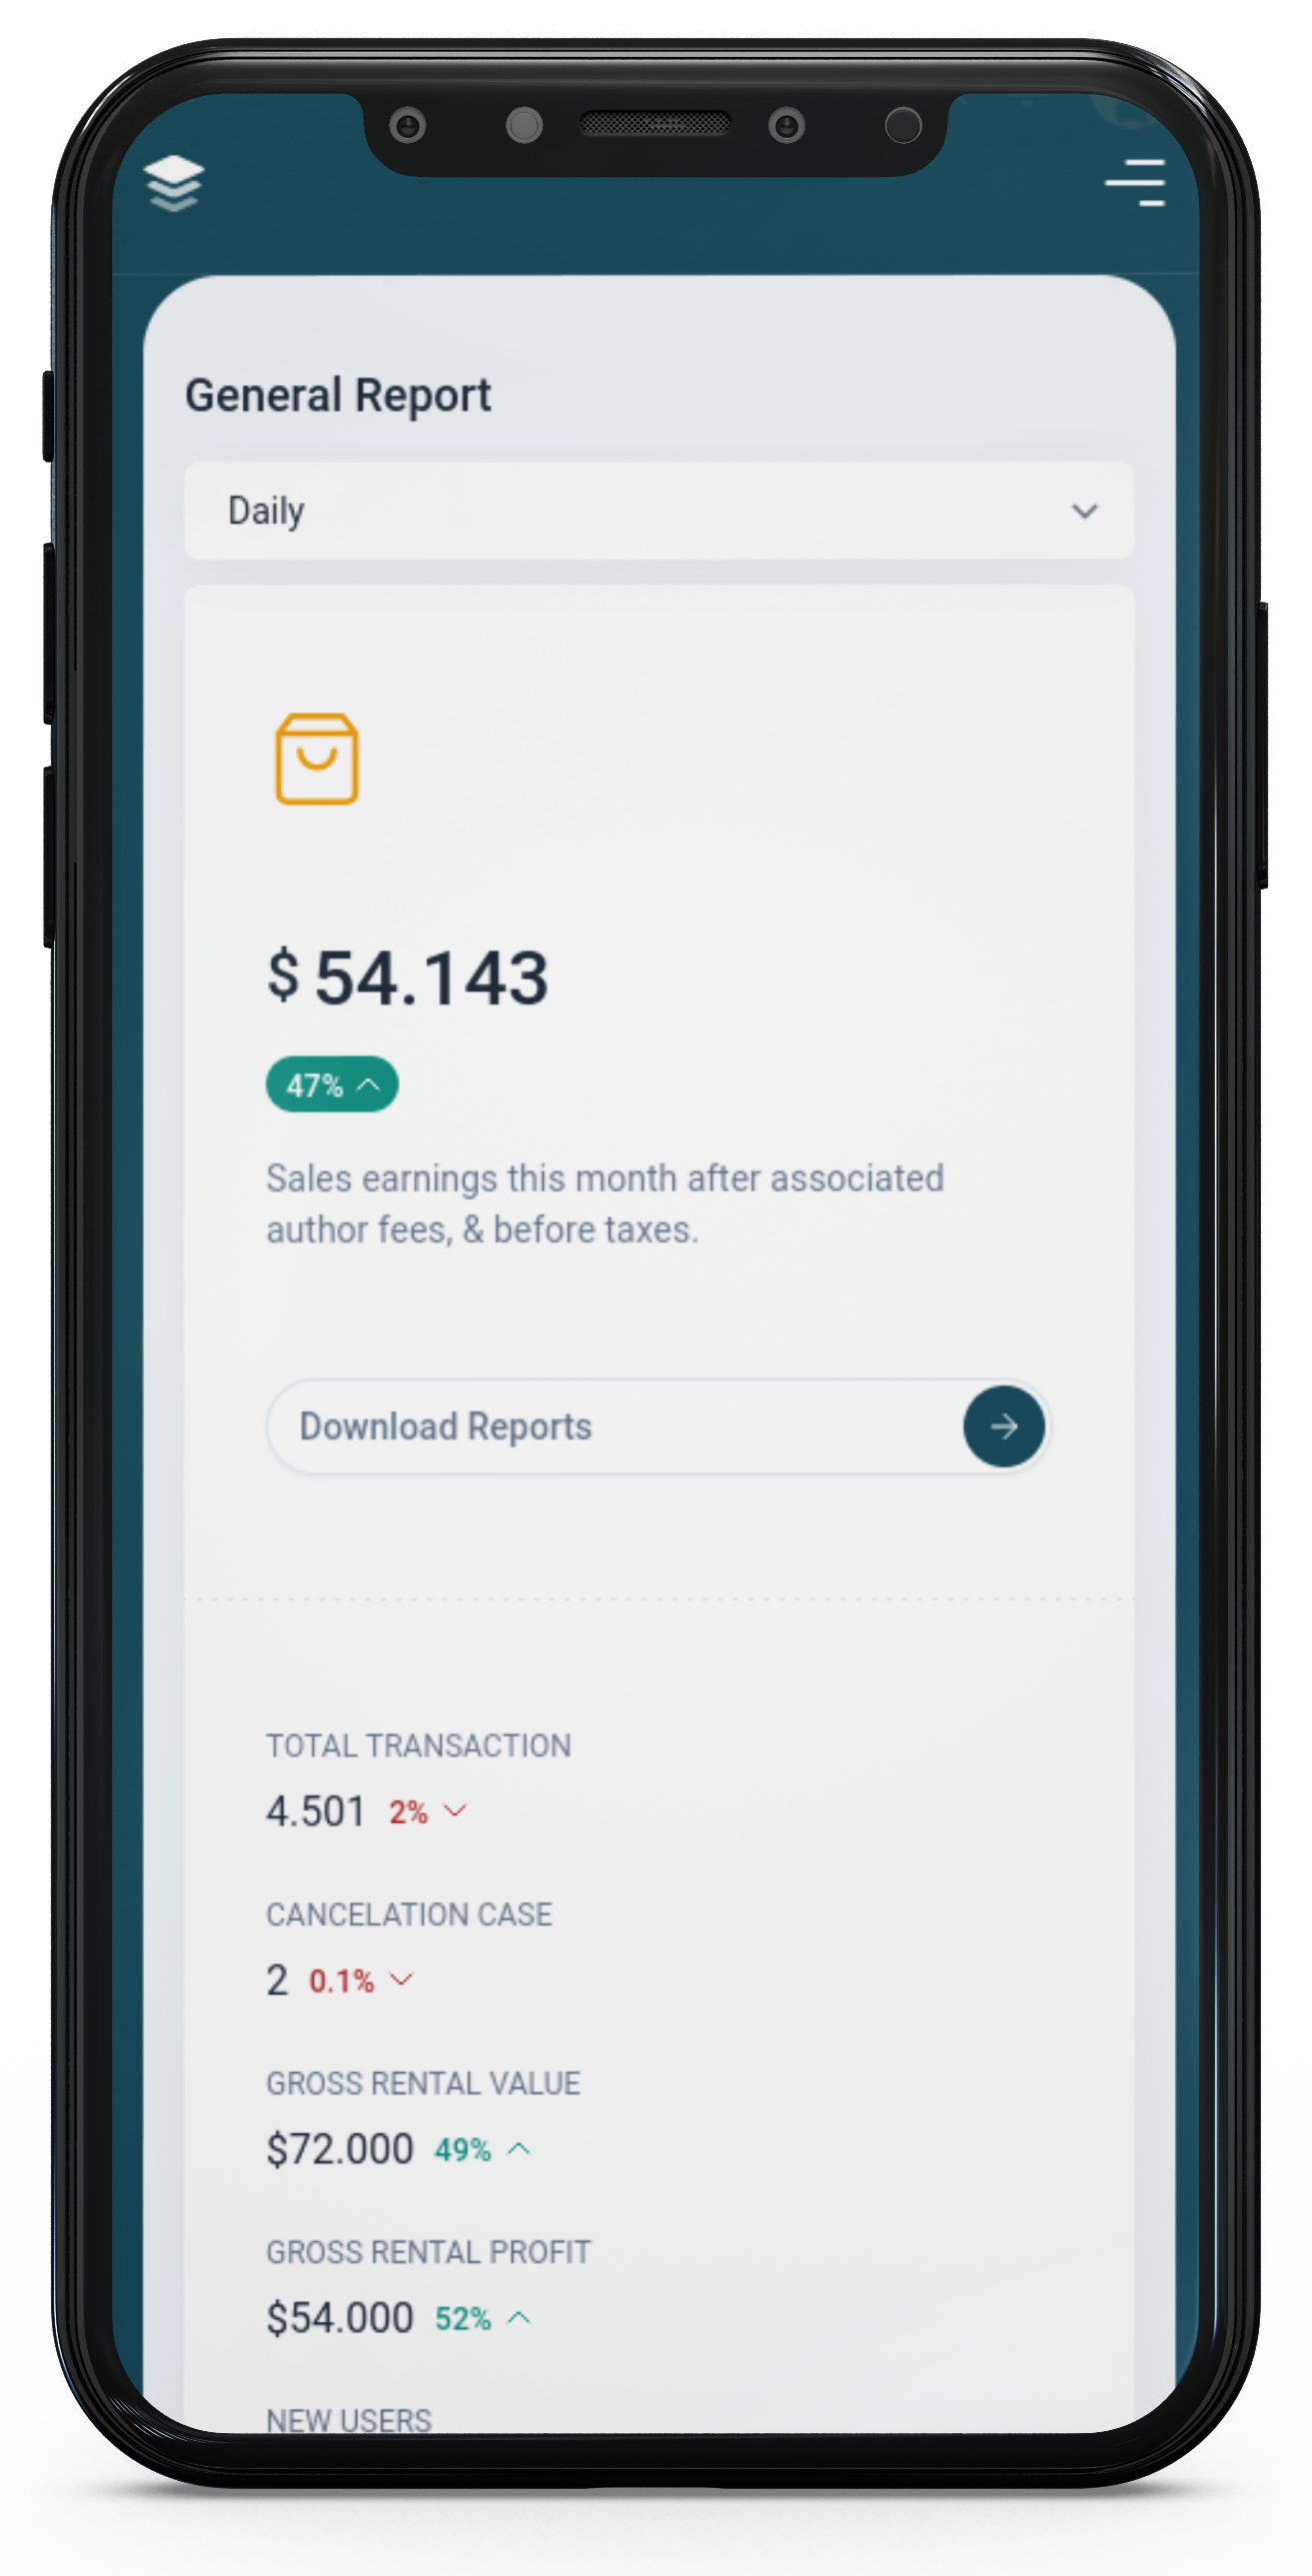 General Report
Daily
$ 54.143
47%
Sales earnings this month after associated
author fees, & before taxes.
Download Reports
TOTAL TRANSACTION
4.501 2%
CANCELATION CASE
2 0.1%
GROSS RENTAL VALUE
$72.000 49%
GROSS RENTAL PROFIT
$54.000 52%
NEW USERS